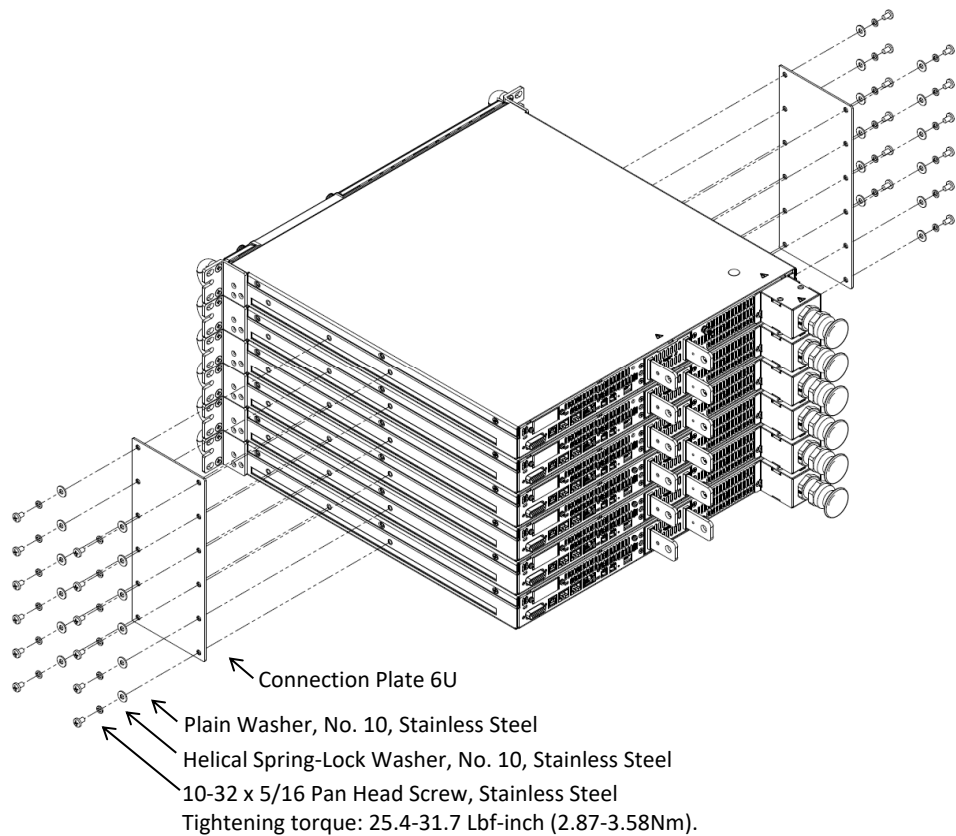 Connection Plate 6U
Plain Washer, No. 10, Stainless Steel
Helical Spring-Lock Washer, No. 10, Stainless Steel
10-32 x 5/16 Pan Head Screw, Stainless Steel
Tightening torque: 25.4-31.7 Lbf-inch (2.87-3.58Nm).